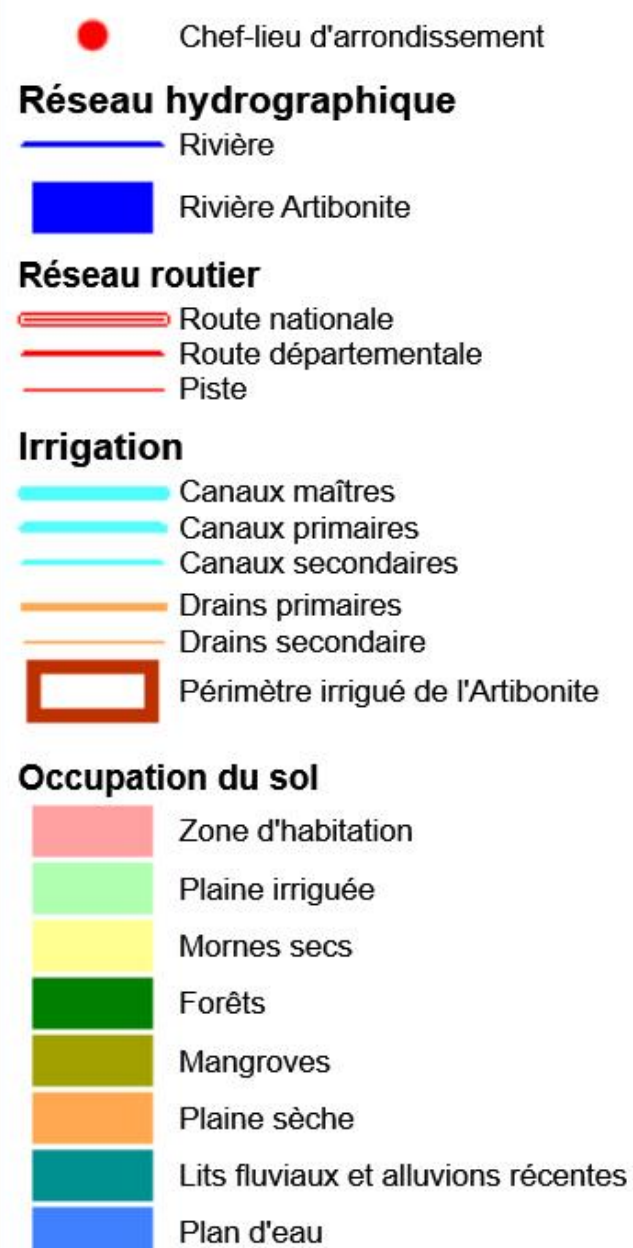 Chef-lieu d'arrondissement
Réseau hydrographique
Rivière
Rivière Artibonite
Réseau routier
Route nationale
Route départementale
Piste
Irrigation
Canaux maîtres
Canaux primaires
Canaux secondaires
Drains primaires
Drains secondaire
Périmètre irrigué de l'Artibonite
Occupation du sol
Zone d'habitation
Plaine irriguée
Mornes secs
Forêts
Mangroves
Plaine sèche
Lits fluviaux et alluvions récentes
Plan d'eau